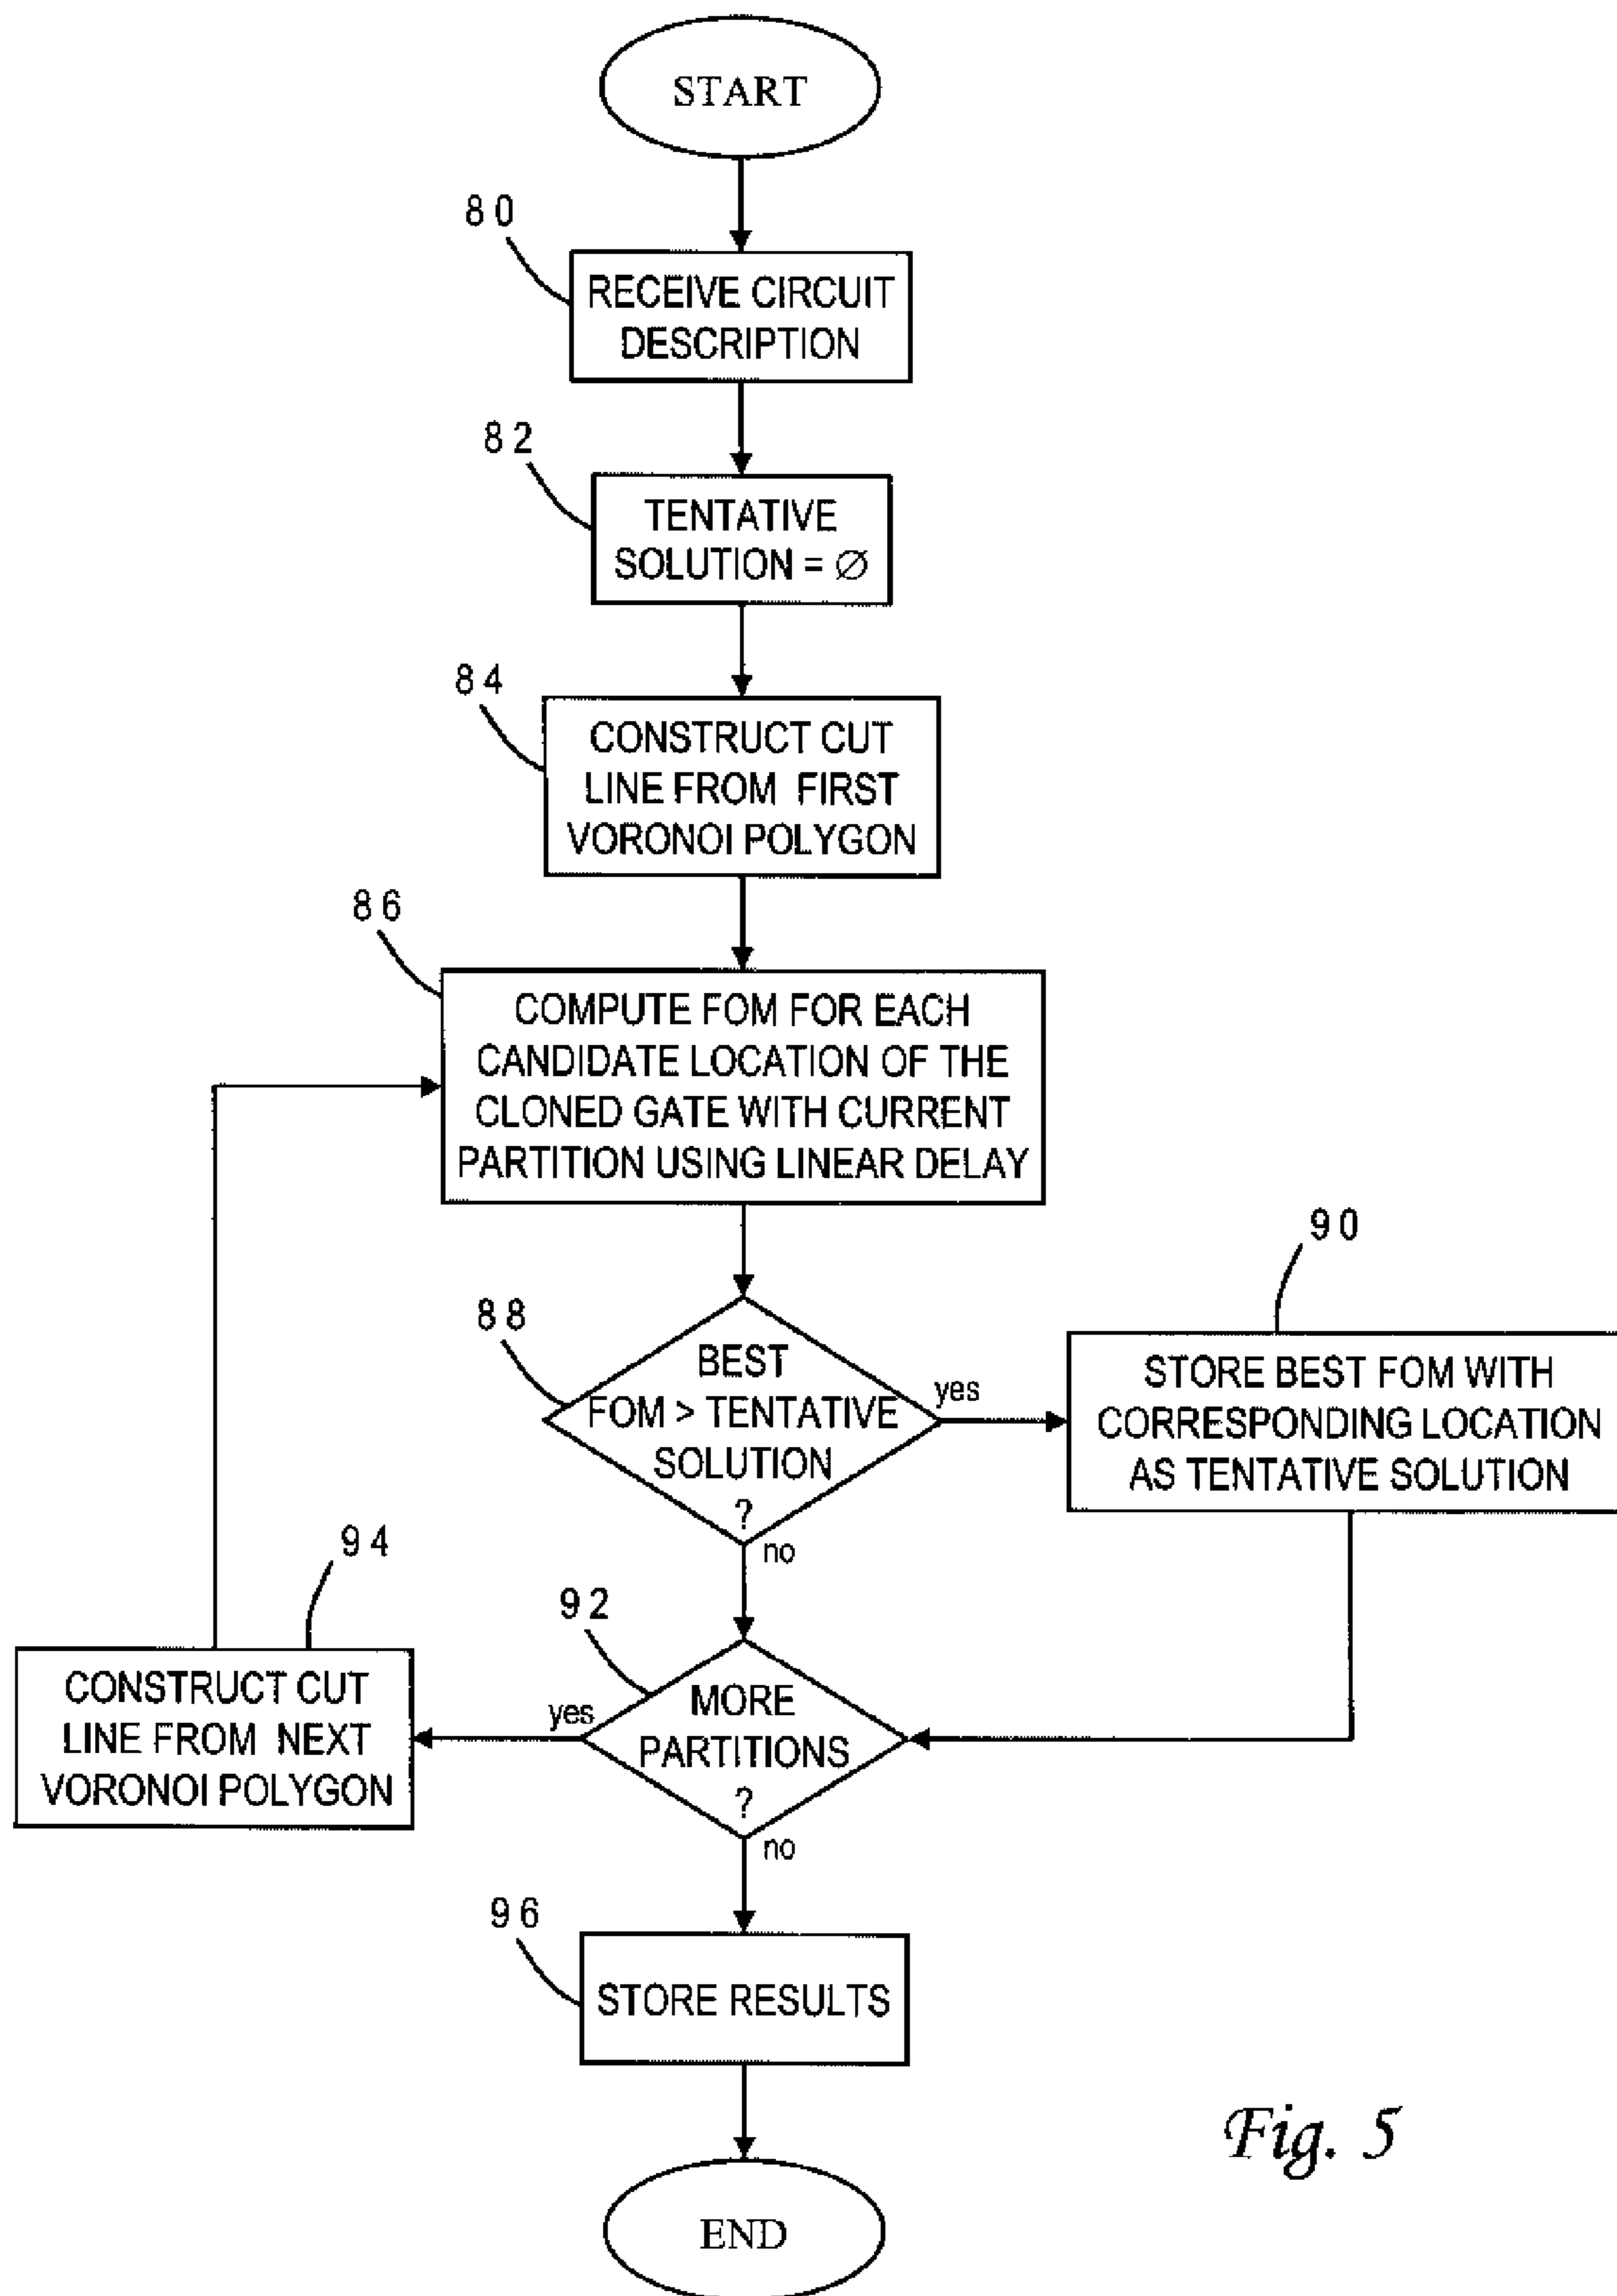 START
80
RECEIVE CIRCUIT
DESCRIPTION
82
TENTATIVE
SOLUTION = ∅
84
CONSTRUCT CUT
LINE FROM FIRST
VORONOI POLYGON
86
COMPUTE FOM FOR EACH
CANDIDATE LOCATION OF THE
CLONED GATE WITH CURRENT
PARTITION USING LINEAR DELAY
88
BEST
FOM > TENTATIVE
SOLUTION
?
yes
no
90
STORE BEST FOM WITH
CORRESPONDING LOCATION
AS TENTATIVE SOLUTION
92
MORE
PARTITIONS
?
yes
no
94
CONSTRUCT CUT
LINE FROM NEXT
VORONOI POLYGON
96
STORE RESULTS
END
Fig. 5